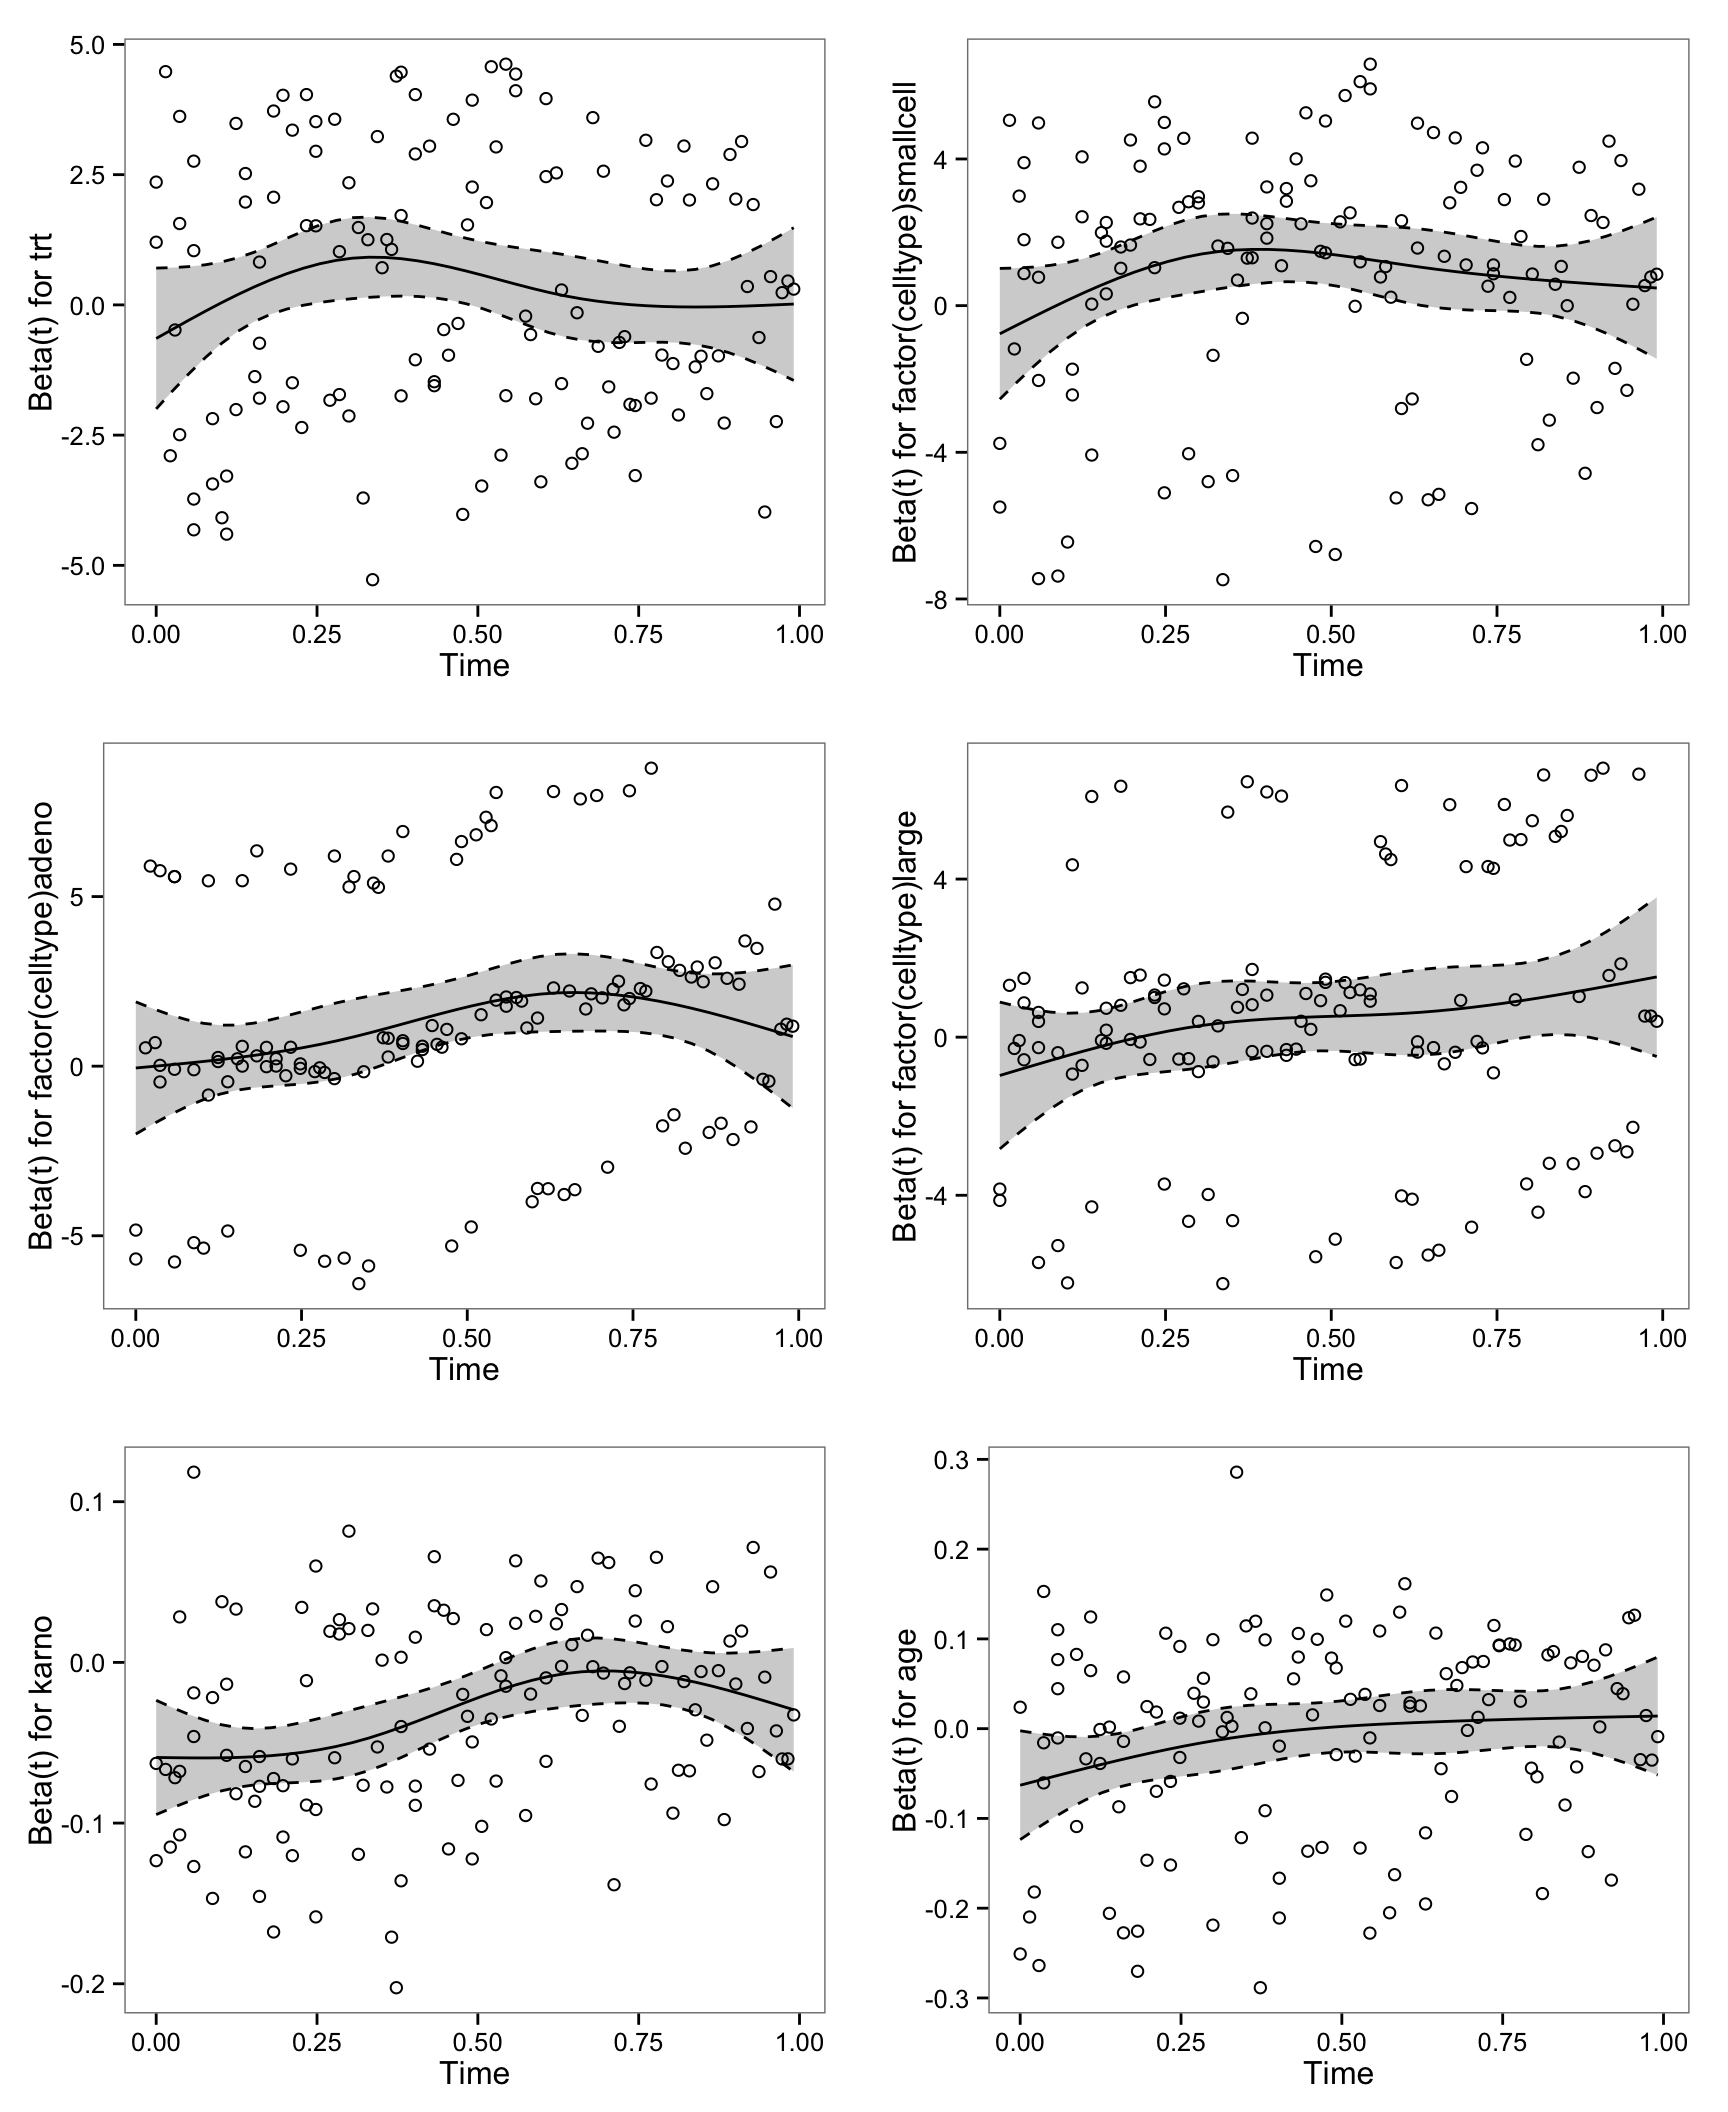 Beta(t) for trt
5.0
2.5
0.0
-2.5
-5.0
0.00 0.25 0.50 0.75 1.00
Time
Beta(t) for factor(celltype)smallcell
4
0
-4
-8
0.00 0.25 0.50 0.75 1.00
Time
Beta(t) for factor(celltype)adeno
5
0
-5
0.00 0.25 0.50 0.75 1.00
Time
Beta(t) for factor(celltype)large
4
0
-4
0.00 0.25 0.50 0.75 1.00
Time
Beta(t) for karno
0.1
0.0
-0.1
-0.2
0.00 0.25 0.50 0.75 1.00
Time
Beta(t) for age
0.3
0.2
0.1
0.0
-0.1
-0.2
-0.3
0.00 0.25 0.50 0.75 1.00
Time